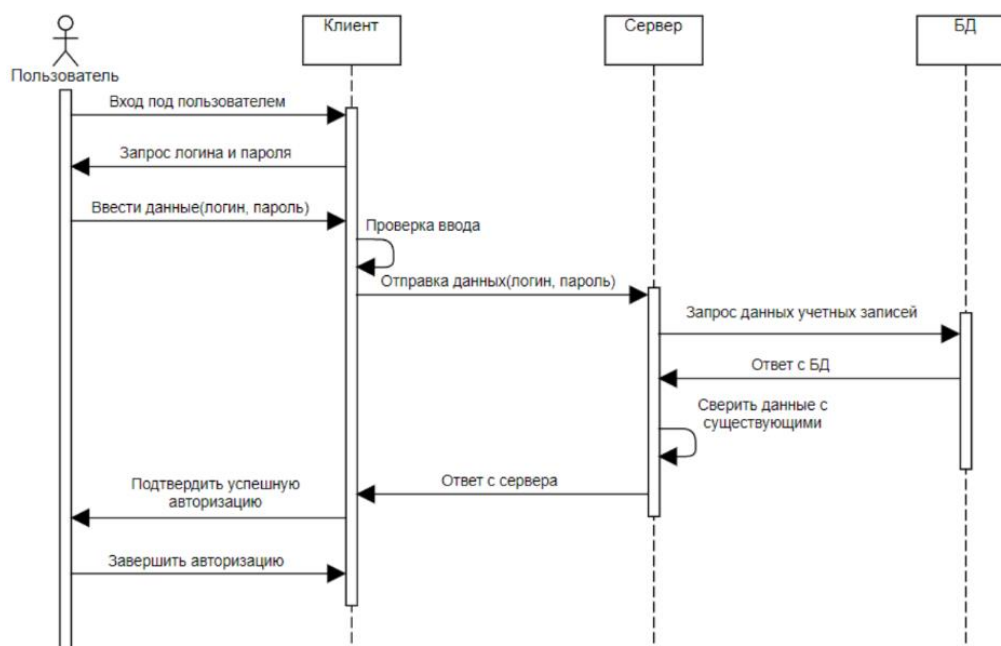 Клиент
Сервер
БД
Пользователь
Вход под пользователем
Запрос логина и пароля
Ввести данные(логин, пароль)
Проверка ввода
Отправка данных(логин, пароль)
Запрос данных учетных записей
Ответ с БД
Сверить данные с
существующими
Ответ с сервера
Подтвердить успешную
авторизацию
Завершить авторизацию